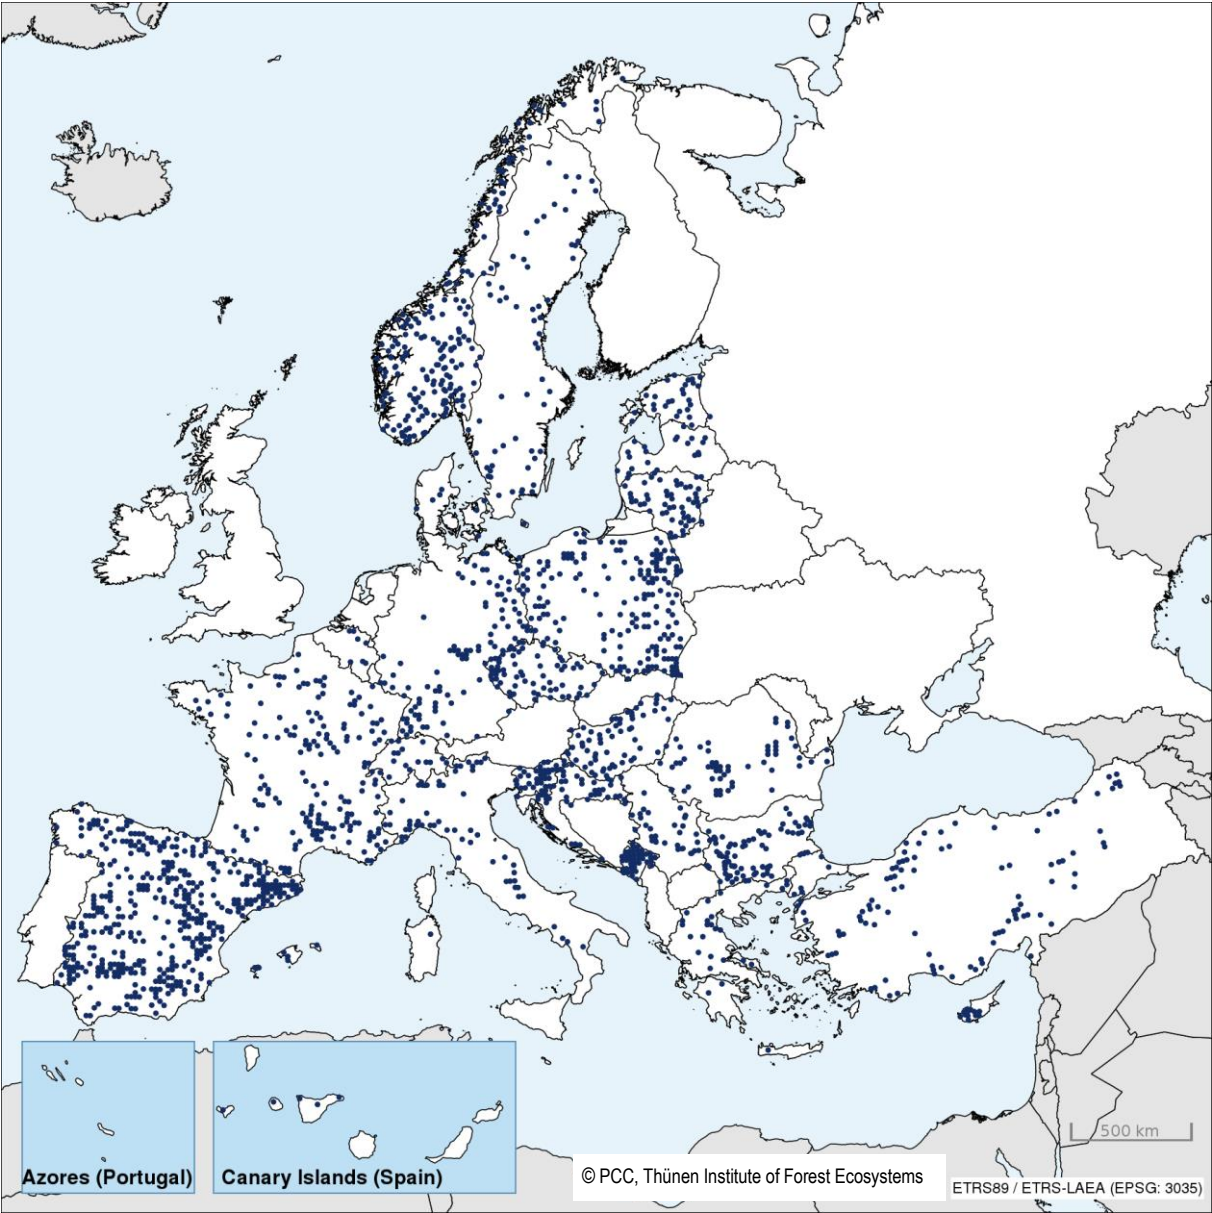 500 km
Azores (Portugal)
Canary Islands (Spain)
© PCC, Thünen Institute of Forest Ecosystems
ETRS89 / ETRS-LAEA (EPSG: 3035)